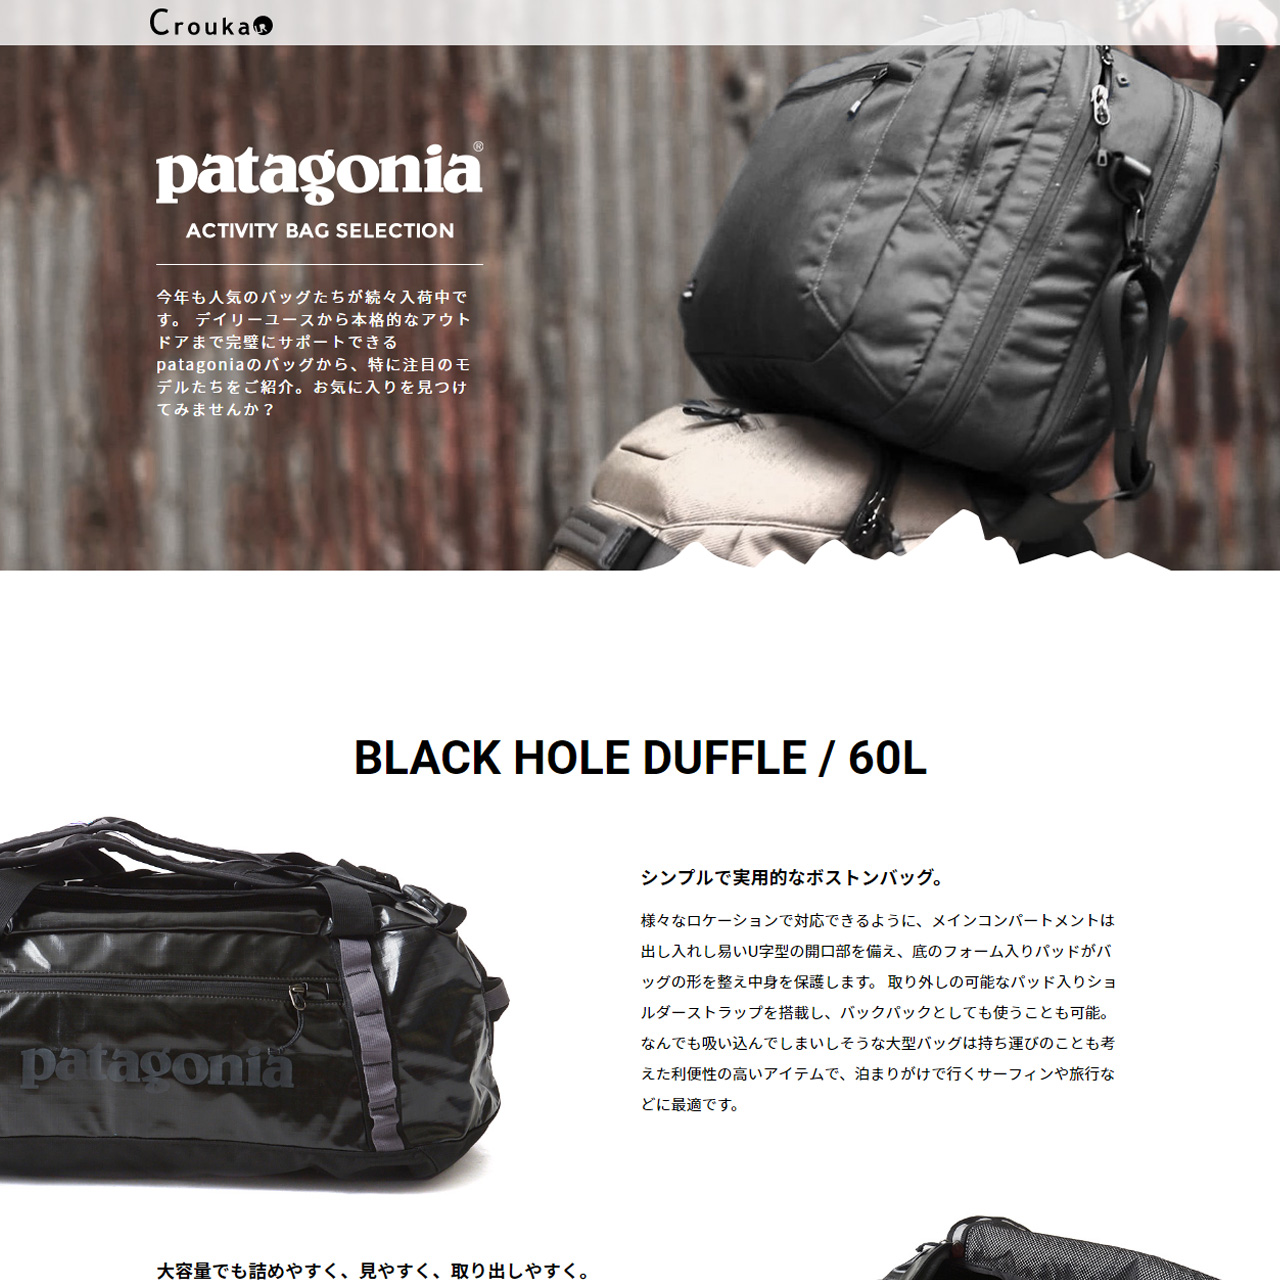 Crouka
patagonia®
ACTIVITY BAG SELECTION
今年も人気のバッグたちが続々入荷中で
す。 デイリーユースから本格的なアウト
ドアまで完璧にサポートできる
patagoniaのバッグから、特に注目のモ
デルたちをご紹介。お気に入りを見つけ
てみませんか？
BLACK HOLE DUFFLE / 60L
シンプルで実用的なボストンバッグ。
様々なロケーションで対応できるように、メインコンパートメントは
出し入れし易いU字型の開口部を備え、底のフォーム入りパッドがバ
ッグの形を整え中身を保護します。 取り外しの可能なパッド入りショ
ルダーストラップを搭載し、バックパックとしても使うことも可能。
なんでも吸い込んでしまいしそうな大型バッグは持ち運びのことも考
えた利便性の高いアイテムで、泊まりがけで行くサーフィンや旅行な
どに最適です。
patagonia
大容量でも詰めやすく、見やすく、取り出しやすく。